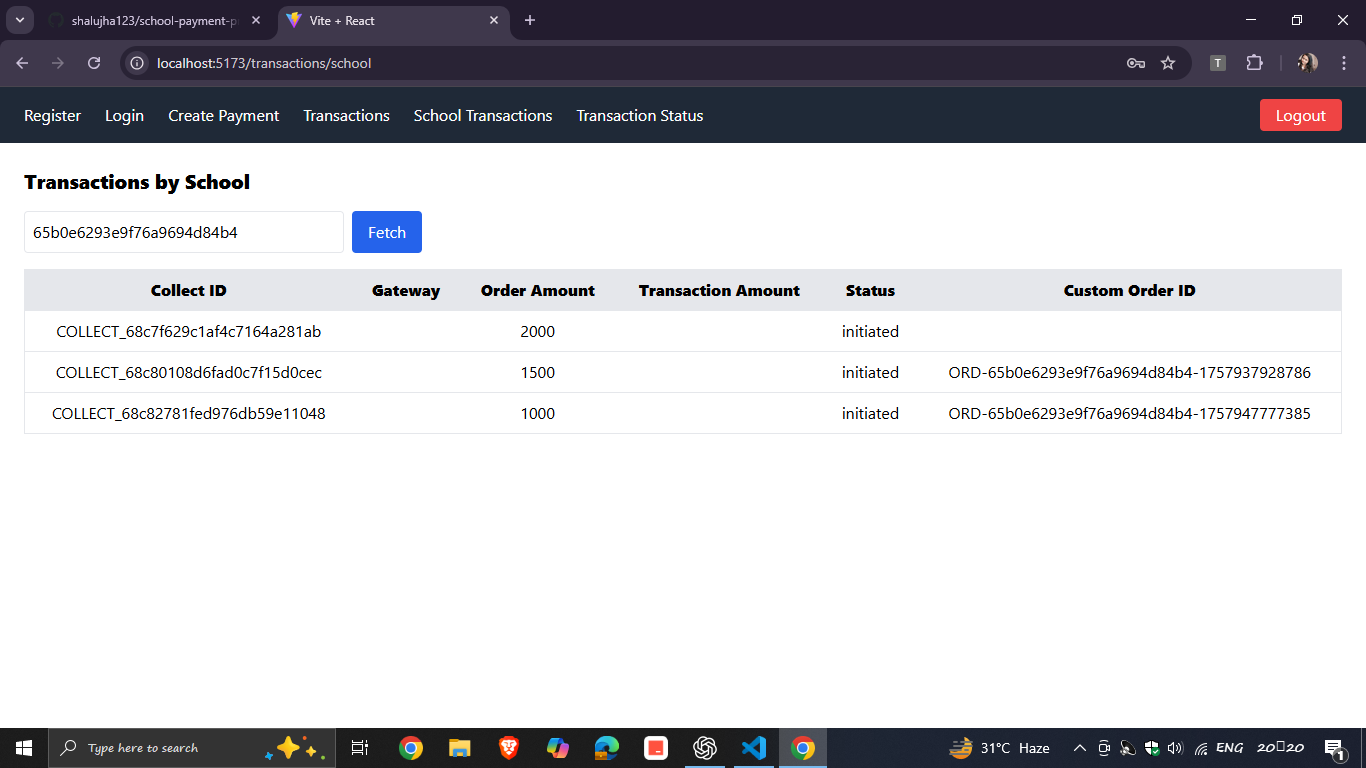 shalujha123/school-payment-p
Vite + React
localhost:5173/transactions/school
T
Register Login Create Payment Transactions School Transactions Transaction Status Logout
Transactions by School
65b0e6293e9f76a9694d84b4 Fetch
Collect ID Gateway Order Amount Transaction Amount Status Custom Order ID
COLLECT_68c7f629c1af4c7164a281ab 2000 initiated
COLLECT_68c80108d6fad0c7f15d0cec 1500 initiated ORD-65b0e6293e9f76a9694d84b4-1757937928786
COLLECT_68c82781fed976db59e11048 1000 initiated ORD-65b0e6293e9f76a9694d84b4-1757947777385
Type here to search 31°C Haze ENG 20▯20 1